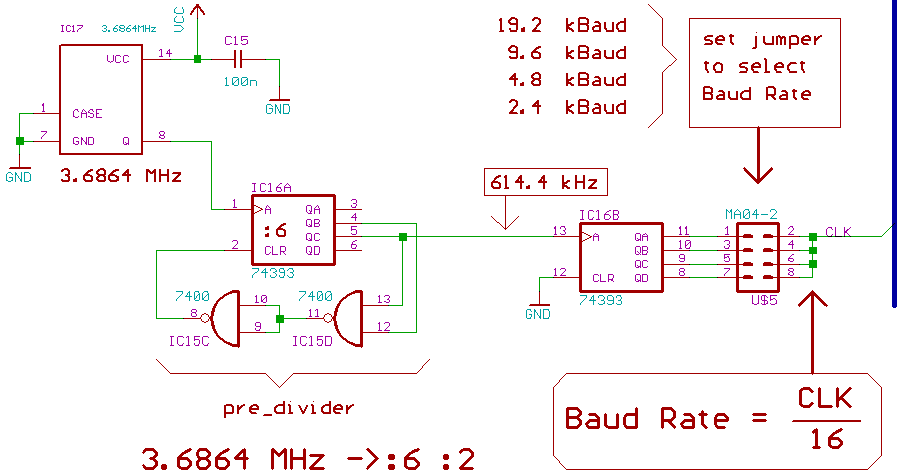 IC17 3.6864MHz
VCC
VCC 14
C15
100n
GND
1 CASE
7 GND Q 8
GND
3.6864 MHz
19.2 kBaud
9.6 kBaud
4.8 kBaud
2.4 kBaud
set jumper
to select
Baud Rate
IC16A
1 A QA 3
QB 4
:6 QC 5
2 CLR QD 6
74393
7400
8 10
9
IC15C
7400
11 13
12
IC15D
pre_divider
3.6864 MHz ->:6 :2
614.4 kHz
IC16B
13 A QA 11
QB 10
QC 9
12 CLR QD 8
74393
GND
MA04-2
1 2
3 4
5 6
7 8
U$5
CLK
Baud Rate = CLK
16